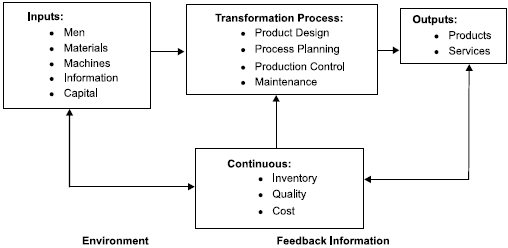 Inputs:
• Men
• Materials
• Machines
• Information
• Capital
Transformation Process:
• Product Design
• Process Planning
• Production Control
• Maintenance
Outputs:
• Products
• Services
Continuous:
• Inventory
• Quality
• Cost
Environment
Feedback Information